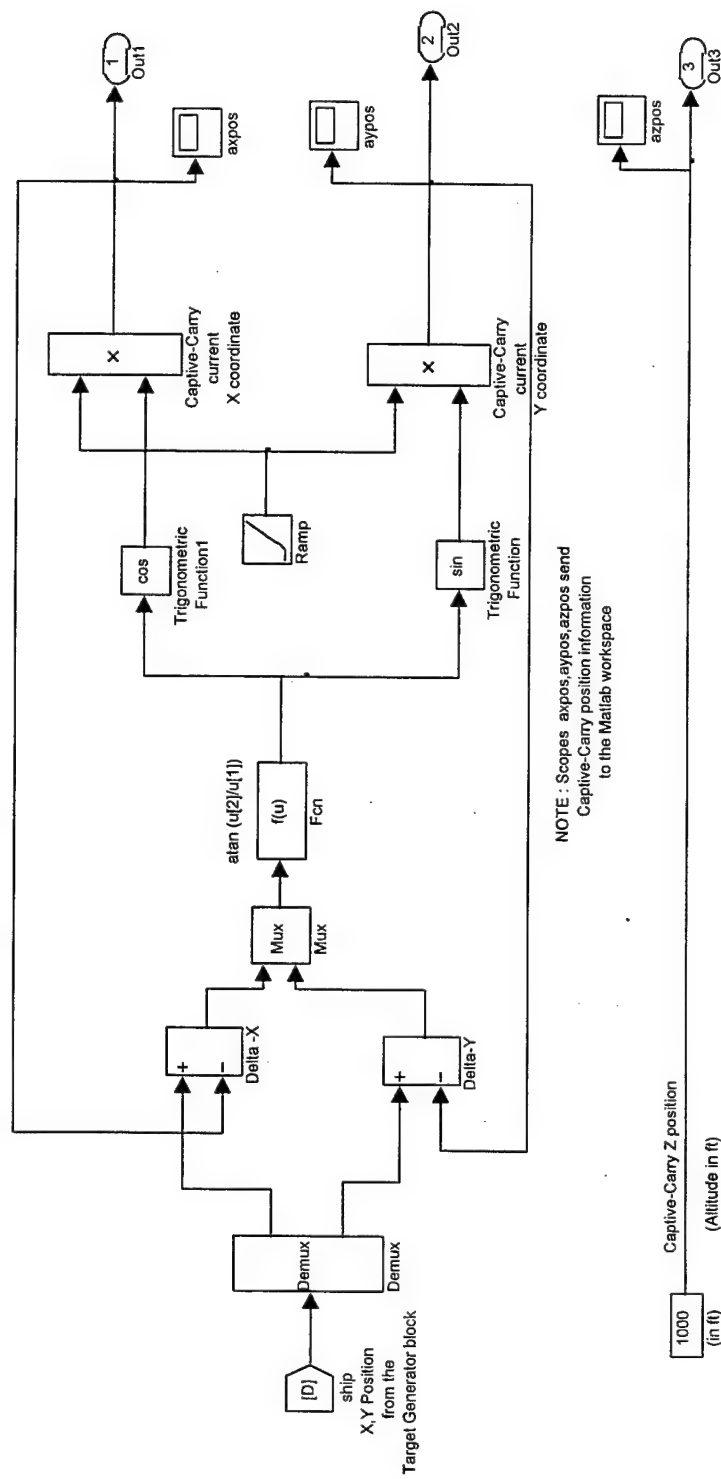 1
Out1
axpos
X
Captive-Carry
current
X coordinate
cos
Trigonometric
Function1
Ramp
aypos
2
Out2
X
Captive-Carry
current
Y coordinate
sin
Trigonometric
Function
atan (u[2]/u[1])
f(u)
Fcn
Mux
Mux
+
−
Delta -X
+
−
Delta-Y
Demux
Demux
[D]
ship
X,Y Position
from the
Target Generator block
NOTE : Scopes axpos,aypos,azpos send
Captive-Carry position information
to the Matlab workspace
azpos
3
Out3
Captive-Carry Z position
1000
(in ft)
(Altitude in ft)